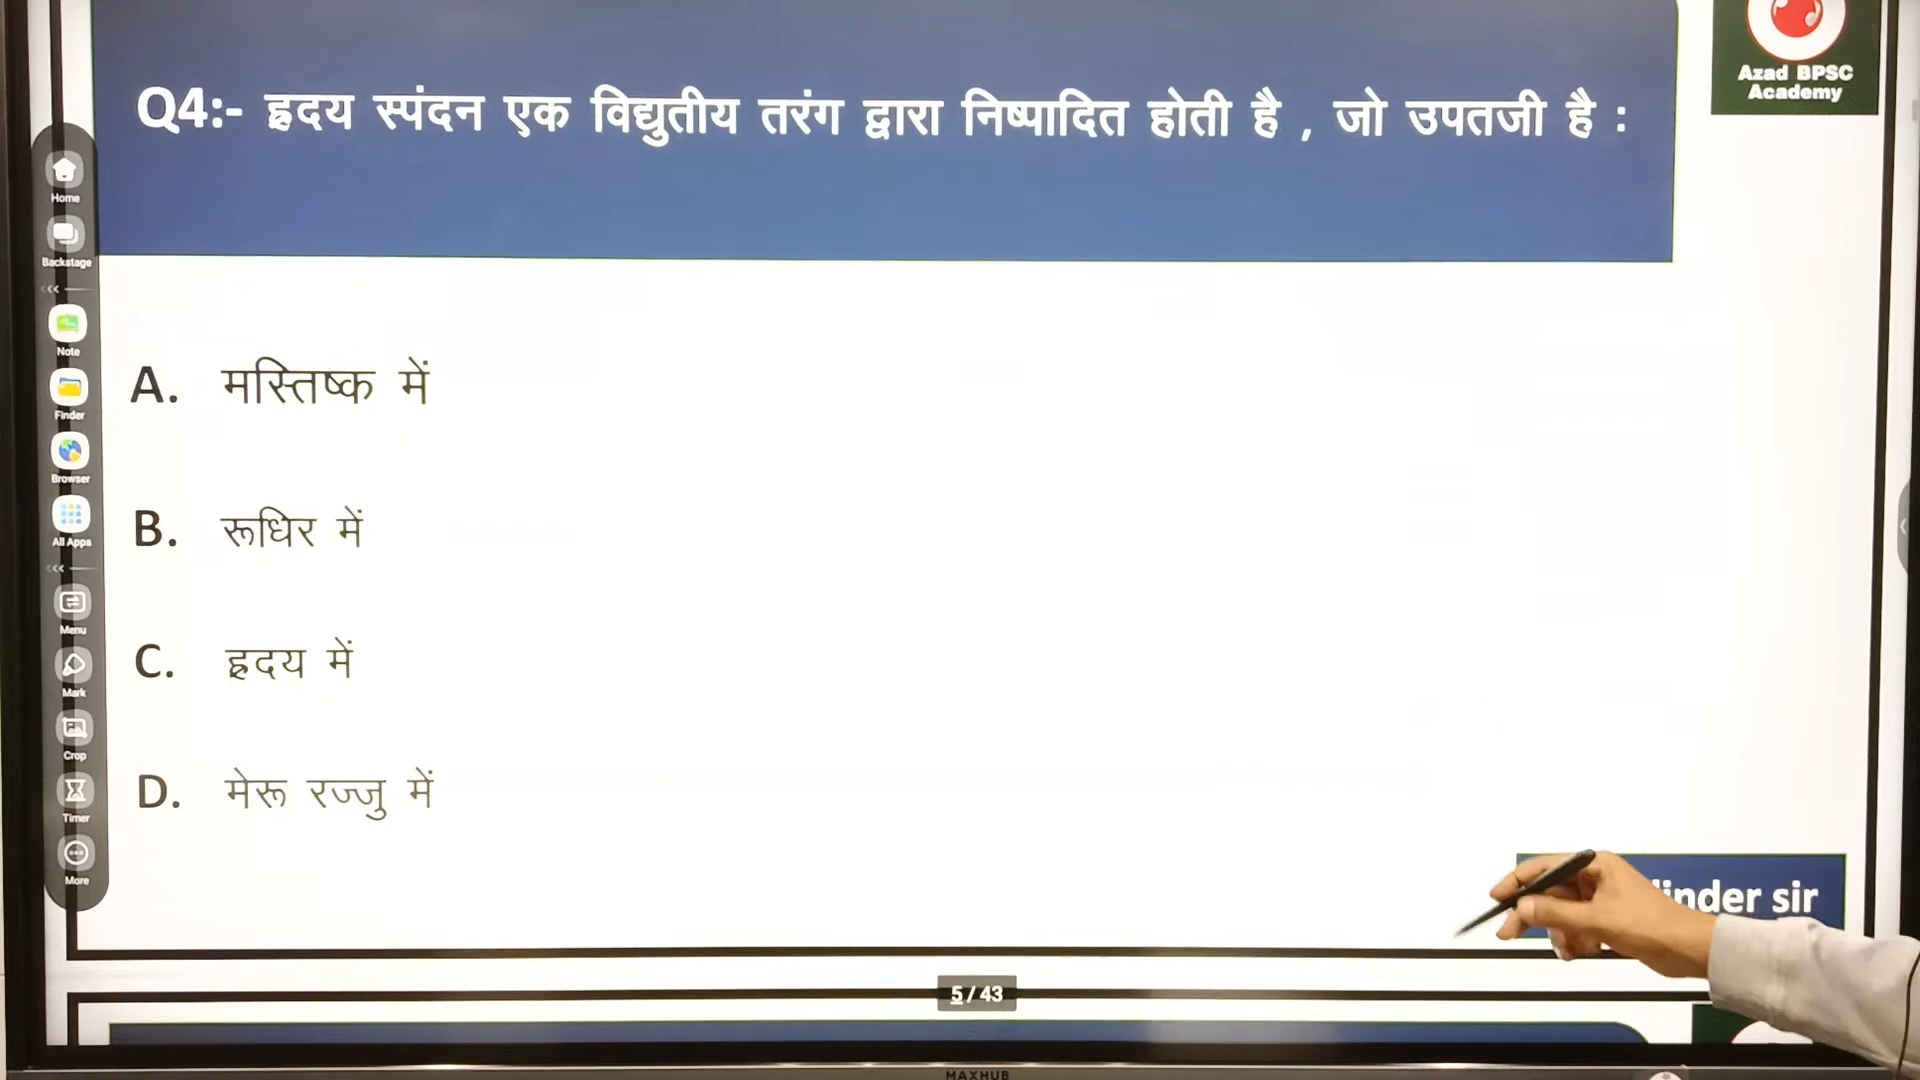 Azad BPSC
Academy
Q4:- ह्रदय स्पंदन एक विद्युतीय तरंग द्वारा निष्पादित होती है , जो उपतजी है :
Home
Backstage
Note
Finder
Browser
All Apps
Menu
Mark
Crop
Timer
More
A. मस्तिष्क में
B. रूधिर में
C. ह्रदय में
D. मेरू रज्जु में
sir
5 / 43
MAXHUB